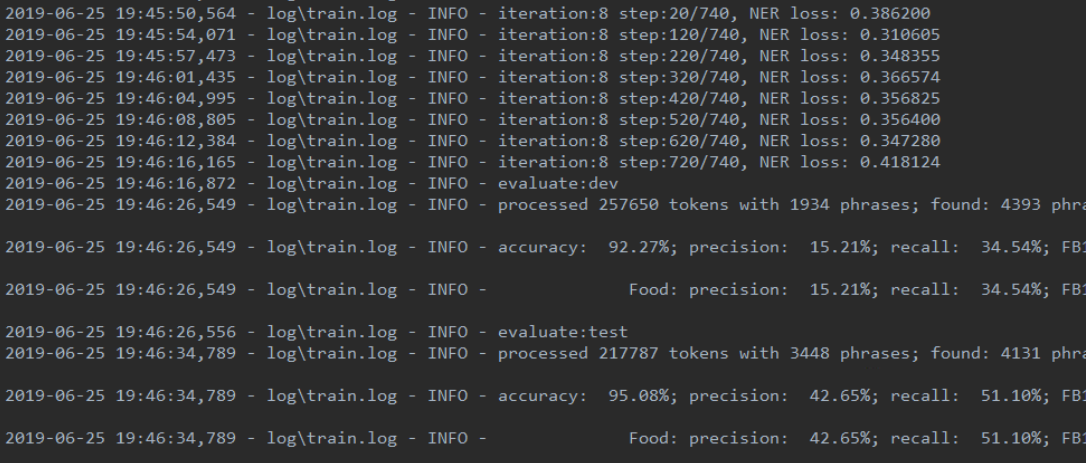 2019-06-25 19:45:50,564 - log\train.log - INFO - iteration:8 step:20/740, NER loss: 0.386200
2019-06-25 19:45:54,071 - log\train.log - INFO - iteration:8 step:120/740, NER loss: 0.310605
2019-06-25 19:45:57,473 - log\train.log - INFO - iteration:8 step:220/740, NER loss: 0.348355
2019-06-25 19:46:01,435 - log\train.log - INFO - iteration:8 step:320/740, NER loss: 0.366574
2019-06-25 19:46:04,995 - log\train.log - INFO - iteration:8 step:420/740, NER loss: 0.356825
2019-06-25 19:46:08,805 - log\train.log - INFO - iteration:8 step:520/740, NER loss: 0.356400
2019-06-25 19:46:12,384 - log\train.log - INFO - iteration:8 step:620/740, NER loss: 0.347280
2019-06-25 19:46:16,165 - log\train.log - INFO - iteration:8 step:720/740, NER loss: 0.418124
2019-06-25 19:46:16,872 - log\train.log - INFO - evaluate:dev
2019-06-25 19:46:26,549 - log\train.log - INFO - processed 257650 tokens with 1934 phrases; found: 4393 phra
2019-06-25 19:46:26,549 - log\train.log - INFO - accuracy:  92.27%; precision:  15.21%; recall:  34.54%; FB1
2019-06-25 19:46:26,549 - log\train.log - INFO -              Food: precision:  15.21%; recall:  34.54%; FB1
2019-06-25 19:46:26,556 - log\train.log - INFO - evaluate:test
2019-06-25 19:46:34,789 - log\train.log - INFO - processed 217787 tokens with 3448 phrases; found: 4131 phra
2019-06-25 19:46:34,789 - log\train.log - INFO - accuracy:  95.08%; precision:  42.65%; recall:  51.10%; FB1
2019-06-25 19:46:34,789 - log\train.log - INFO -              Food: precision:  42.65%; recall:  51.10%; FB1